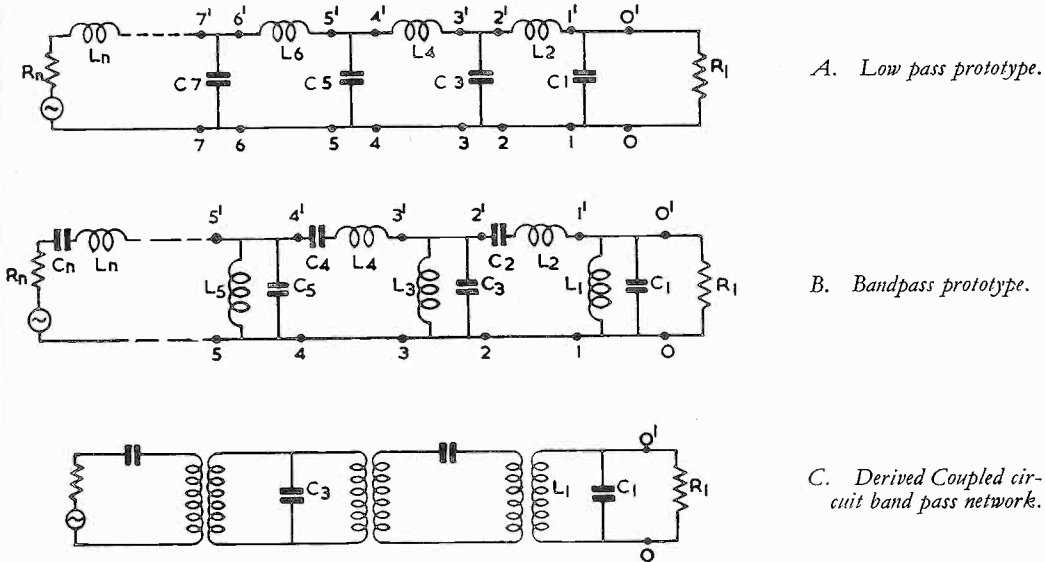 7' 6' 5' 4' 3' 2' 1' 0'
Ln L6 L4 L2
Rn C7 C5 C3 C1 R1
7 6 5 4 3 2 1 0
A. Low pass prototype.
5' 4' 3' 2' 1' 0'
Rn Cn Ln C4 L4 C2 L2
L5 C5 L3 C3 L1 C1 R1
5 4 3 2 1 0
B. Bandpass prototype.
0'
C3 L1 C1 R1
0
C. Derived Coupled cir-
cuit band pass network.